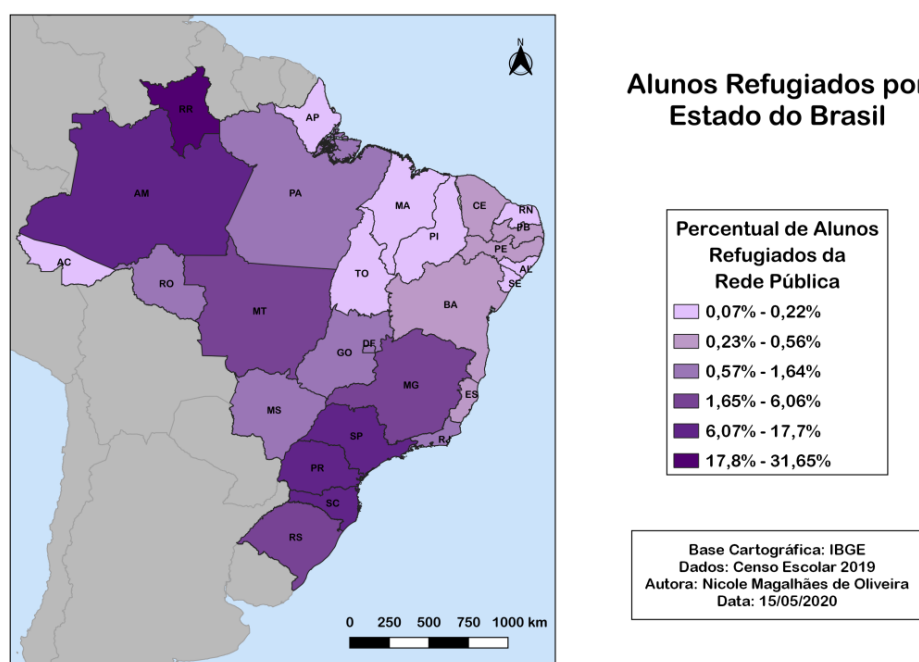 Alunos Refugiados por
Estado do Brasil
N
RR
AP
AM
PA
MA
CE
RN
PB
PE
PI
AL
SE
AC
RO
TO
BA
MT
GO
DF
MG
ES
MS
SP
RJ
PR
SC
RS
0 250 500 750 1000 km
Percentual de Alunos
Refugiados da
Rede Pública
0,07% - 0,22%
0,23% - 0,56%
0,57% - 1,64%
1,65% - 6,06%
6,07% - 17,7%
17,8% - 31,65%
Base Cartográfica: IBGE
Dados: Censo Escolar 2019
Autora: Nicole Magalhães de Oliveira
Data: 15/05/2020